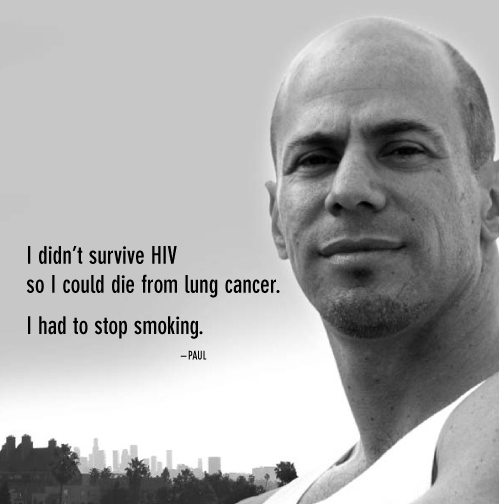 I didn't survive HIV
so I could die from lung cancer.
I had to stop smoking.
–PAUL